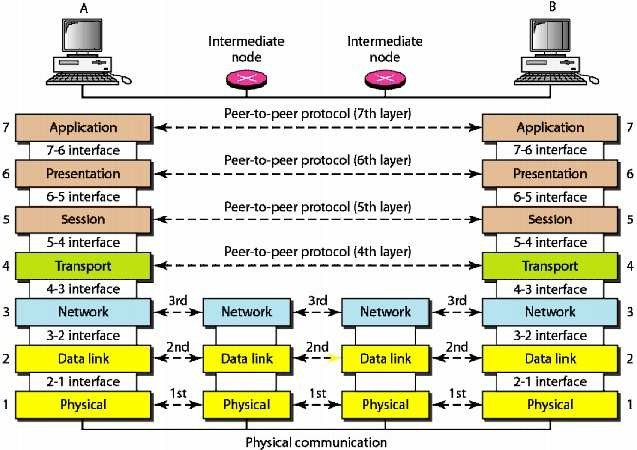 A
B
Intermediate
node
Intermediate
node
Peer-to-peer protocol (7th layer)
7 Application Application 7
7-6 interface 7-6 interface
Peer-to-peer protocol (6th layer)
6 Presentation Presentation 6
6-5 interface 6-5 interface
Peer-to-peer protocol (5th layer)
5 Session Session 5
5-4 interface 5-4 interface
Peer-to-peer protocol (4th layer)
4 Transport Transport 4
4-3 interface 4-3 interface
3 Network 3rd Network 3rd Network 3rd Network 3
3-2 interface 3-2 interface
2 Data link 2nd Data link 2nd Data link 2nd Data link 2
2-1 interface 2-1 interface
1 Physical 1st Physical 1st Physical 1st Physical 1
Physical communication